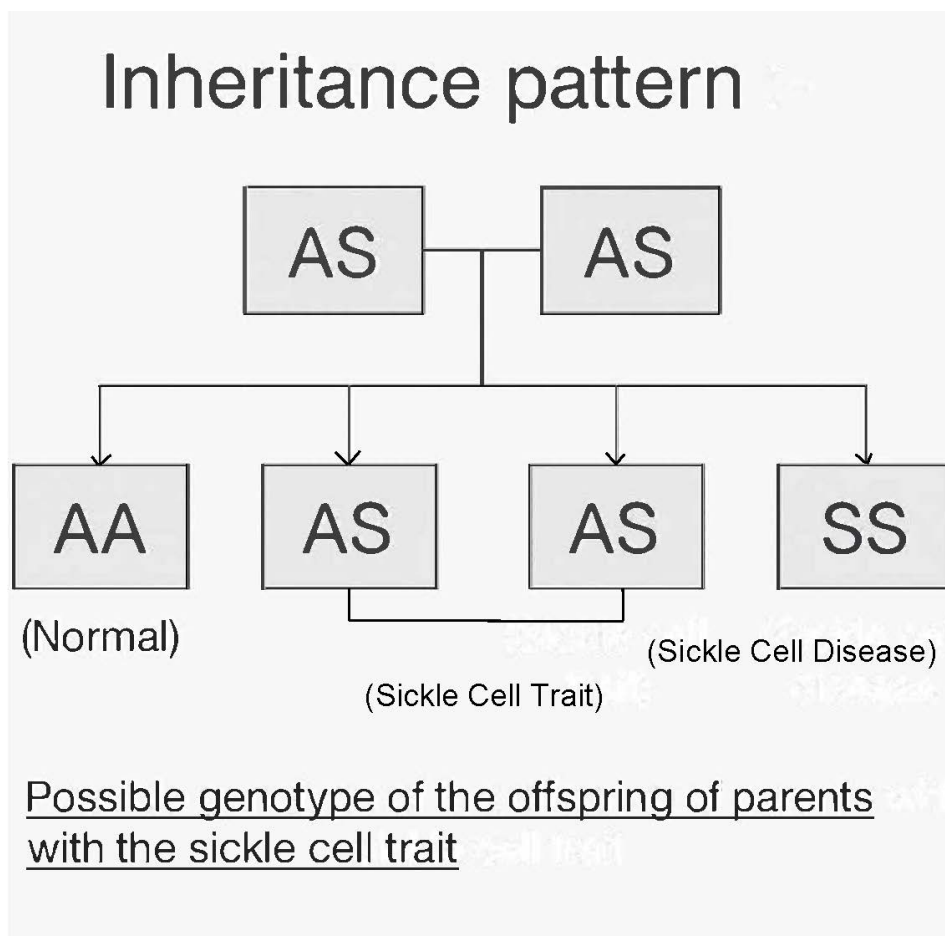 Inheritance pattern
AS AS
AA AS AS SS
(Normal)
(Sickle Cell Disease)
(Sickle Cell Trait)
Possible genotype of the offspring of parents
with the sickle cell trait